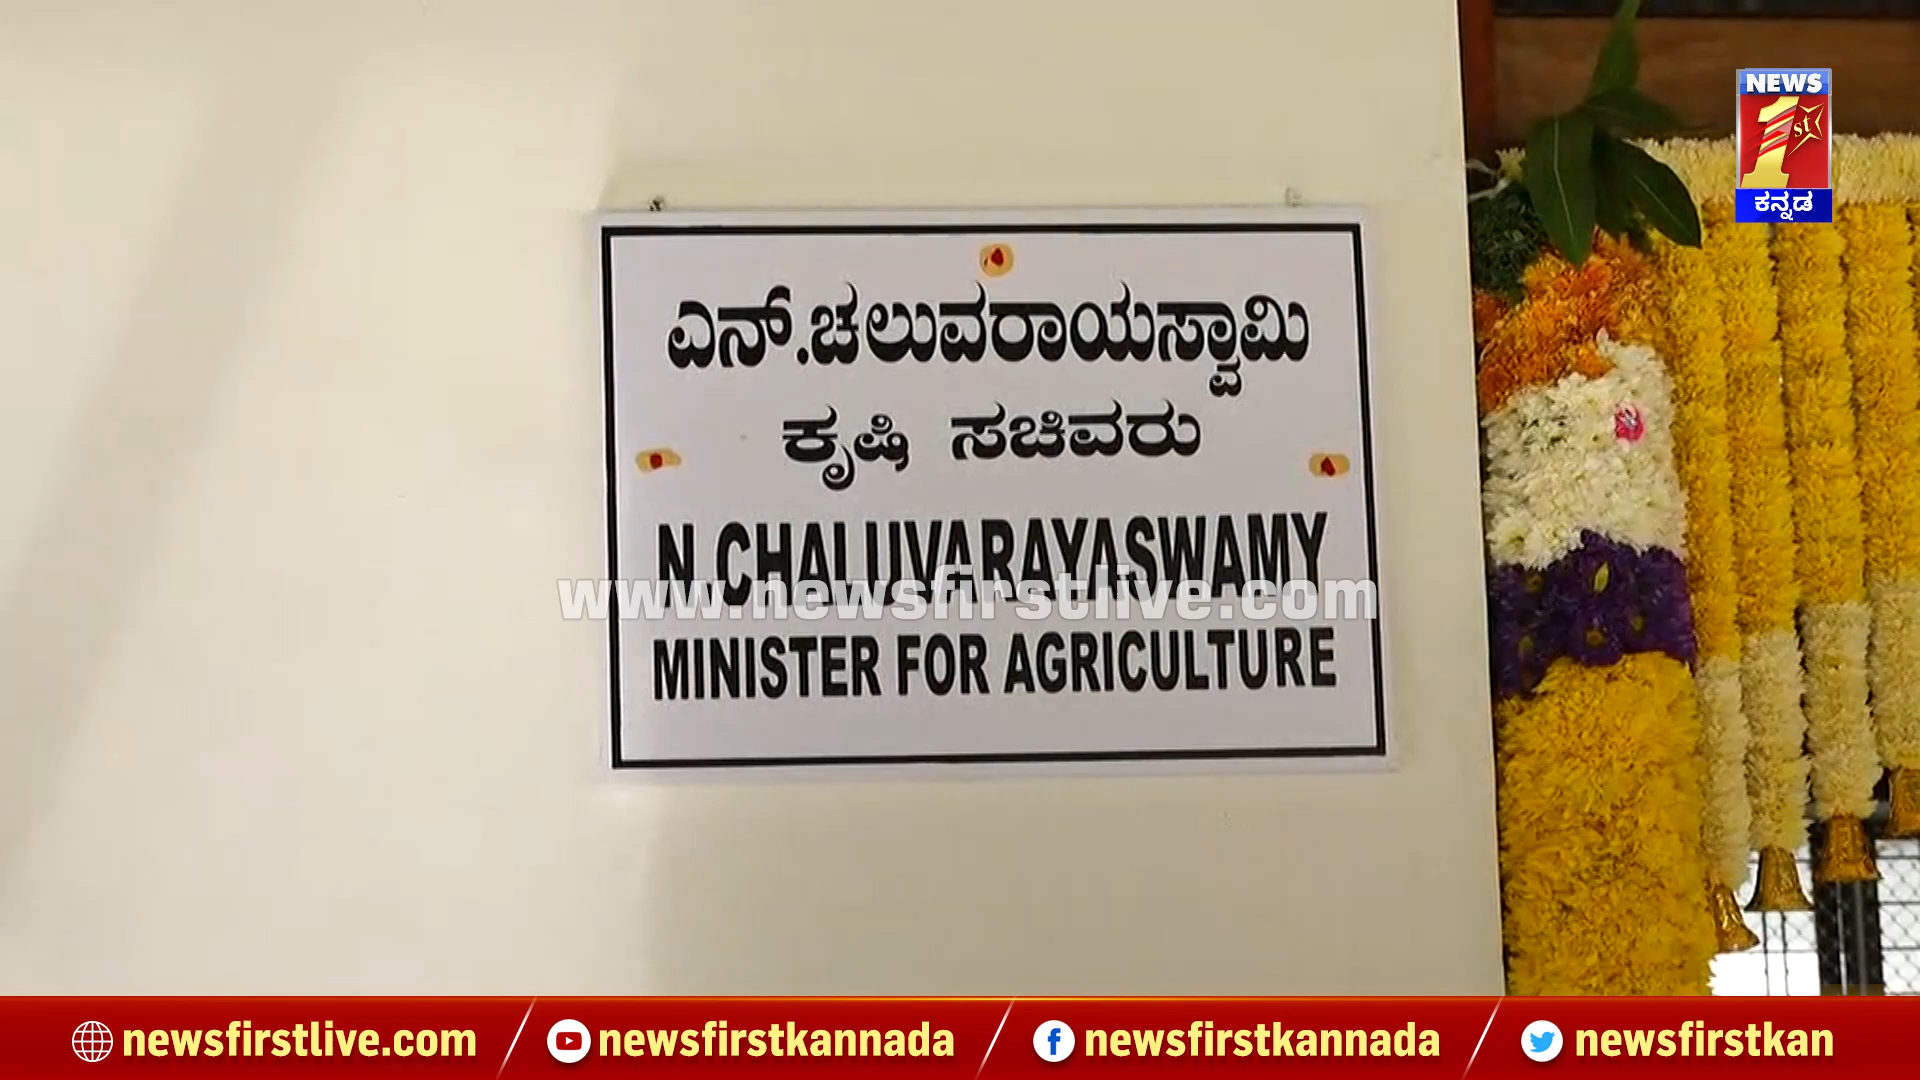 NEWS
1st
ಕನ್ನಡ
ಎನ್.ಚಲುವರಾಯಸ್ವಾಮಿ
ಕೃಷಿ ಸಚಿವರು
N.CHALUVARAYASWAMY
www.newsfirstlive.com
MINISTER FOR AGRICULTURE
newsfirstlive.com
newsfirstkannada
newsfirstkannada
newsfirstkan